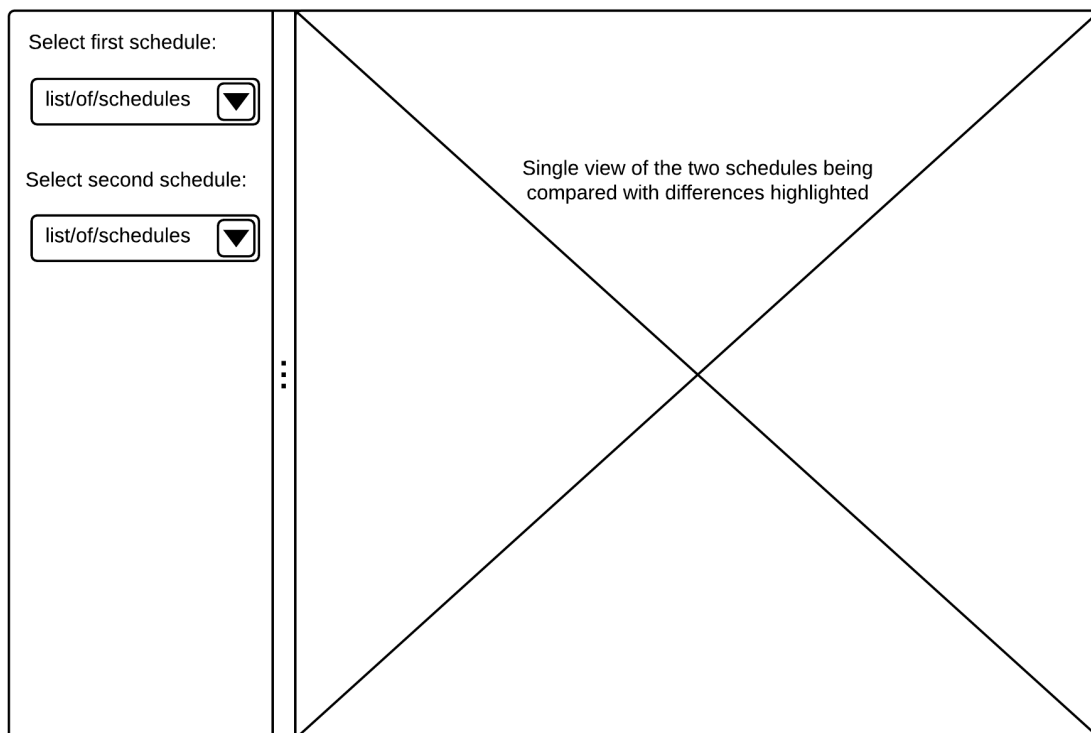 Select first schedule:
list/of/schedules
Select second schedule:
list/of/schedules
Single view of the two schedules being
compared with differences highlighted